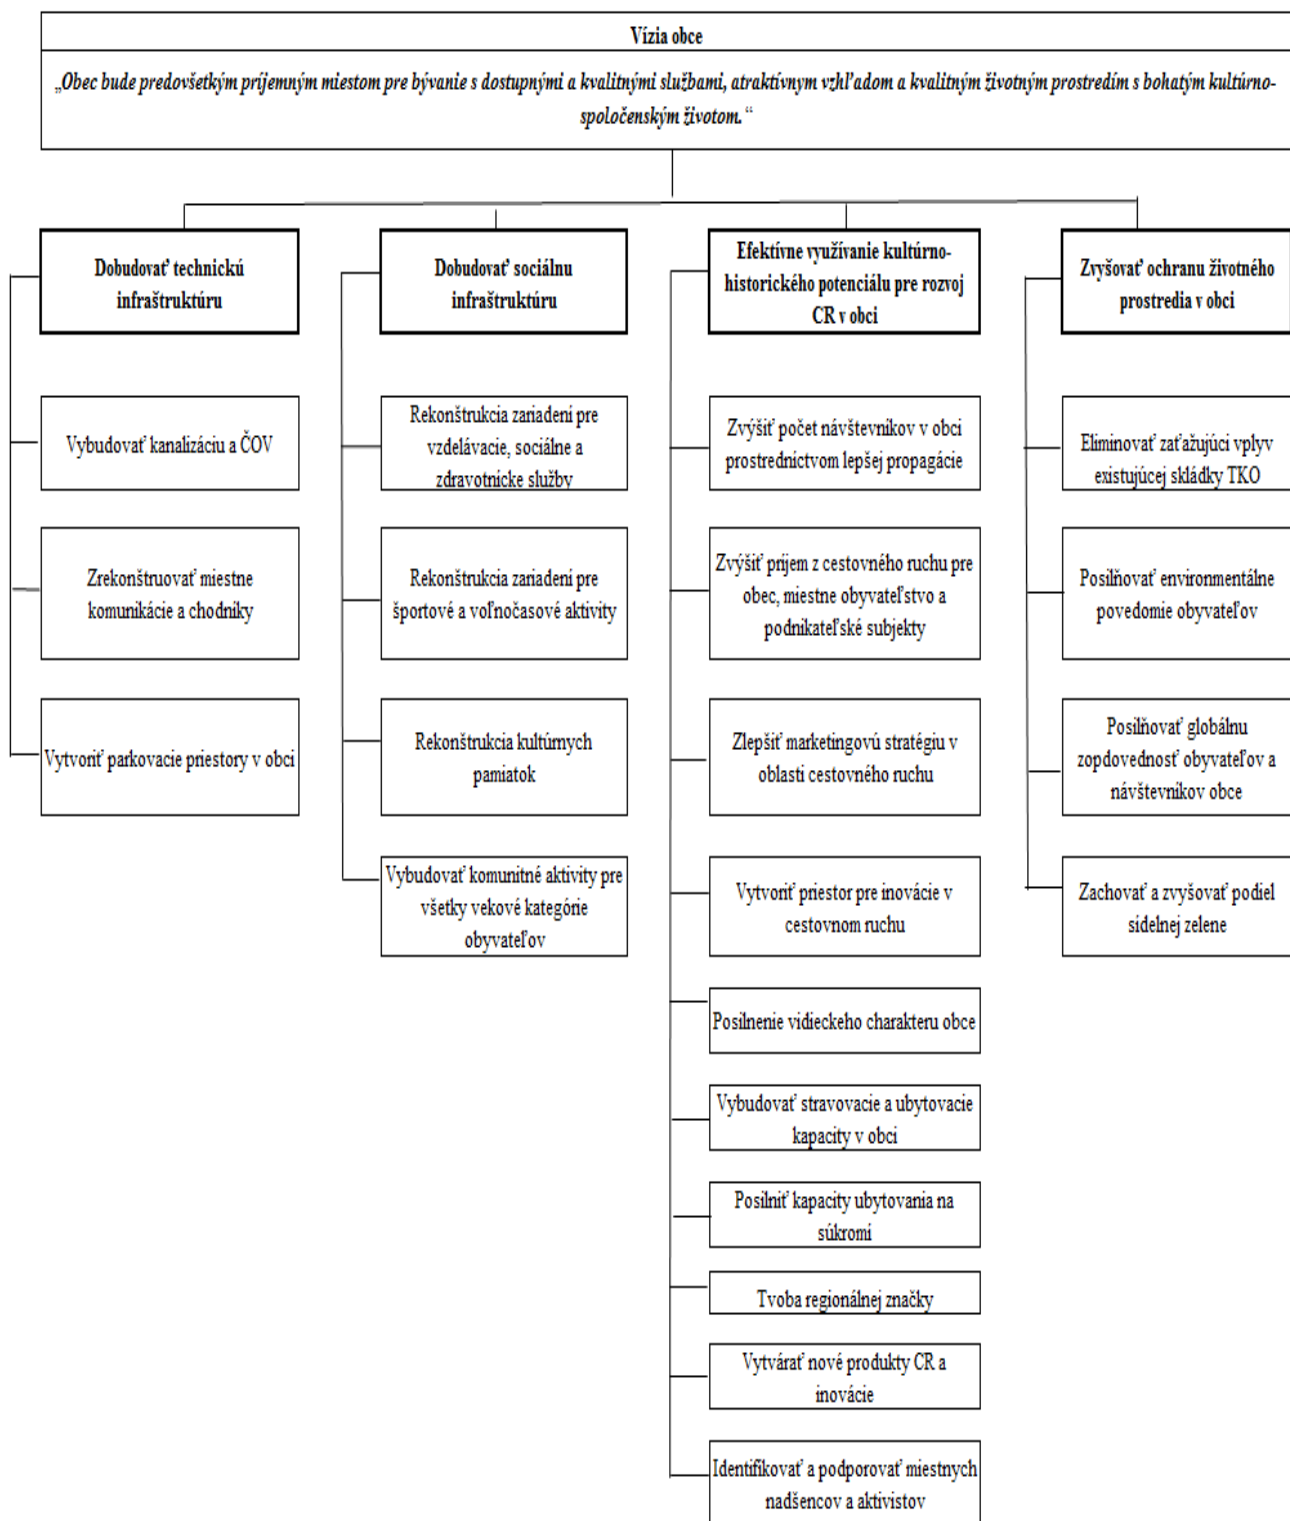 Vízia obce
„Obec bude predovšetkým príjemným miestom pre bývanie s dostupnými a kvalitnými službami, atraktívnym vzhľadom a kvalitným životným prostredím s bohatým kultúrno-
spoločenským životom.“
Dobudovať technickú
infraštruktúru
Vybudovať kanalizáciu a ČOV
Zrekonštruovať miestne
komunikácie a chodníky
Vytvoriť parkovacie priestory v obci
Dobudovať sociálnu
infraštruktúru
Rekonštrukcia zariadení pre
vzdelávacie, sociálne a
zdravotnícke služby
Rekonštrukcia zariadení pre
športové a voľnočasové aktivity
Rekonštrukcia kultúrnych
pamiatok
Vybudovať komunitné aktivity pre
všetky vekové kategórie
obyvateľov
Efektívne využívanie kultúrno-
historického potenciálu pre rozvoj
CR v obci
Zvýšiť počet návštevníkov v obci
prostredníctvom lepšej propagácie
Zvýšiť príjem z cestovného ruchu pre
obec, miestne obyvateľstvo a
podnikateľské subjekty
Zlepšiť marketingovú stratégiu v
oblasti cestovného ruchu
Vytvoriť priestor pre inovácie v
cestovnom ruchu
Posilnenie vidieckeho charakteru obce
Vybudovať stravovacie a ubytovacie
kapacity v obci
Posilniť kapacity ubytovania na
súkromí
Tvoba regionálnej značky
Vytvárať nové produkty CR a
inovácie
Identifikovať a podporovať miestnych
nadšencov a aktivistov
Zvyšovať ochranu životného
prostredia v obci
Eliminovať zaťažujúci vplyv
existujúcej skládky TKO
Posilňovať environmentálne
povedomie obyvateľov
Posilňovať globálnu
zopdovednosť obyvateľov a
návštevníkov obce
Zachovať a zvyšovať podiel
sídelnej zelene